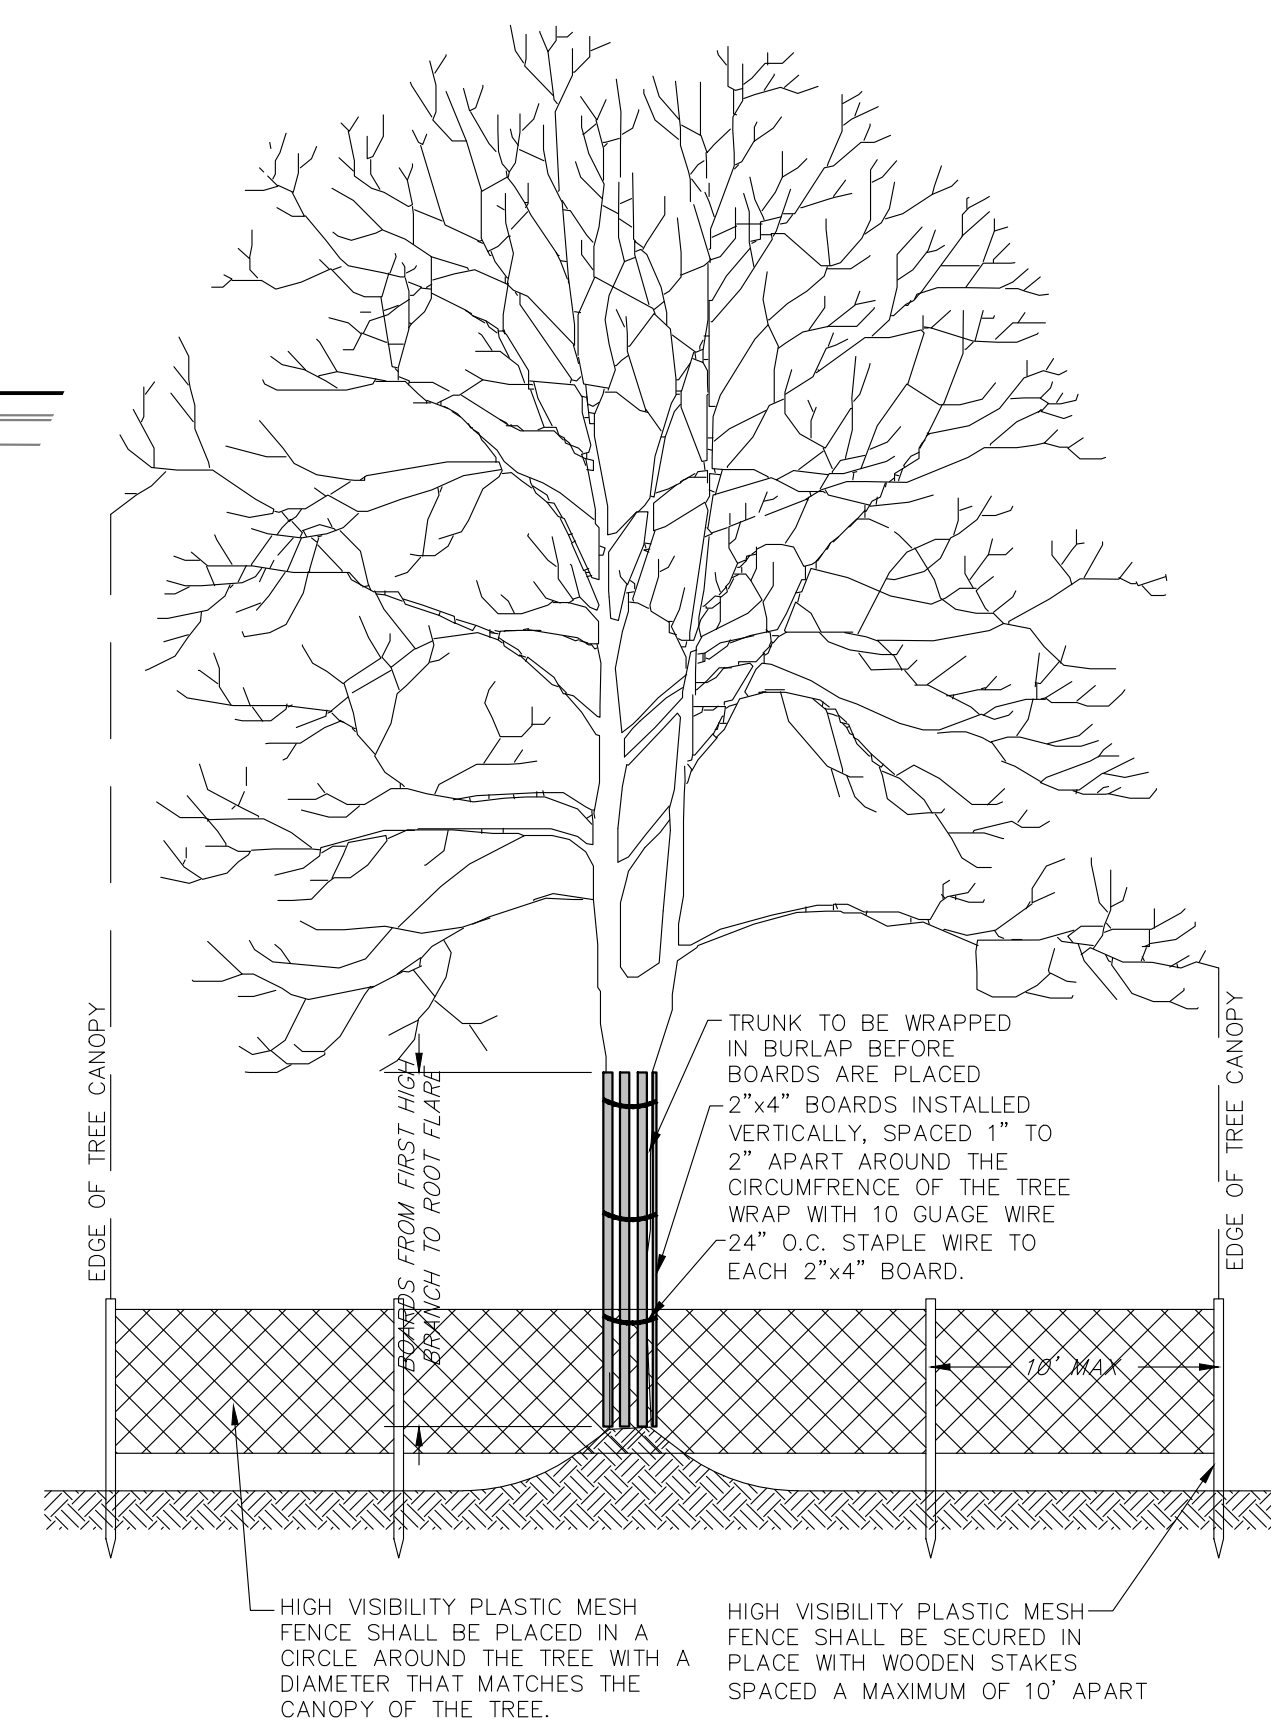 TRUNK TO BE WRAPPED
IN BURLAP BEFORE
BOARDS ARE PLACED
2"x4" BOARDS INSTALLED
VERTICALLY, SPACED 1" TO
2" APART AROUND THE
CIRCUMFRENCE OF THE TREE
WRAP WITH 10 GUAGE WIRE
24" O.C. STAPLE WIRE TO
EACH 2"x4" BOARD.
EDGE OF TREE CANOPY
BOARDS FROM FIRST HIGH
BRANCH TO ROOT FLARE
EDGE OF TREE CANOPY
10' MAX
HIGH VISIBILITY PLASTIC MESH
FENCE SHALL BE PLACED IN A
CIRCLE AROUND THE TREE WITH A
DIAMETER THAT MATCHES THE
CANOPY OF THE TREE.
HIGH VISIBILITY PLASTIC MESH
FENCE SHALL BE SECURED IN
PLACE WITH WOODEN STAKES
SPACED A MAXIMUM OF 10' APART